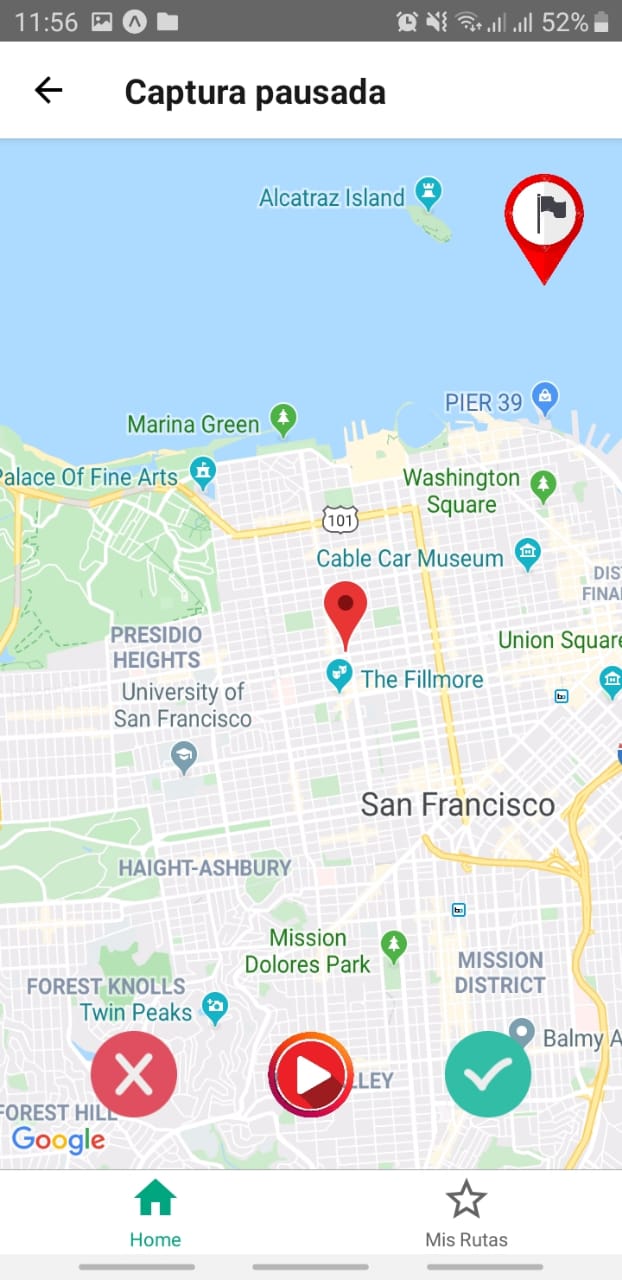 11:56
52%
Captura pausada
Alcatraz Island
PIER 39
Marina Green
Palace Of Fine Arts
Washington
Square
101
Cable Car Museum
DIS
FINA
PRESIDIO
HEIGHTS
Union Square
The Fillmore
University of
San Francisco
San Francisco
HAIGHT-ASHBURY
Mission
Dolores Park
MISSION
DISTRICT
FOREST KNOLLS
Twin Peaks
Balmy A
LLEY
FOREST HILL
Google
Home
Mis Rutas